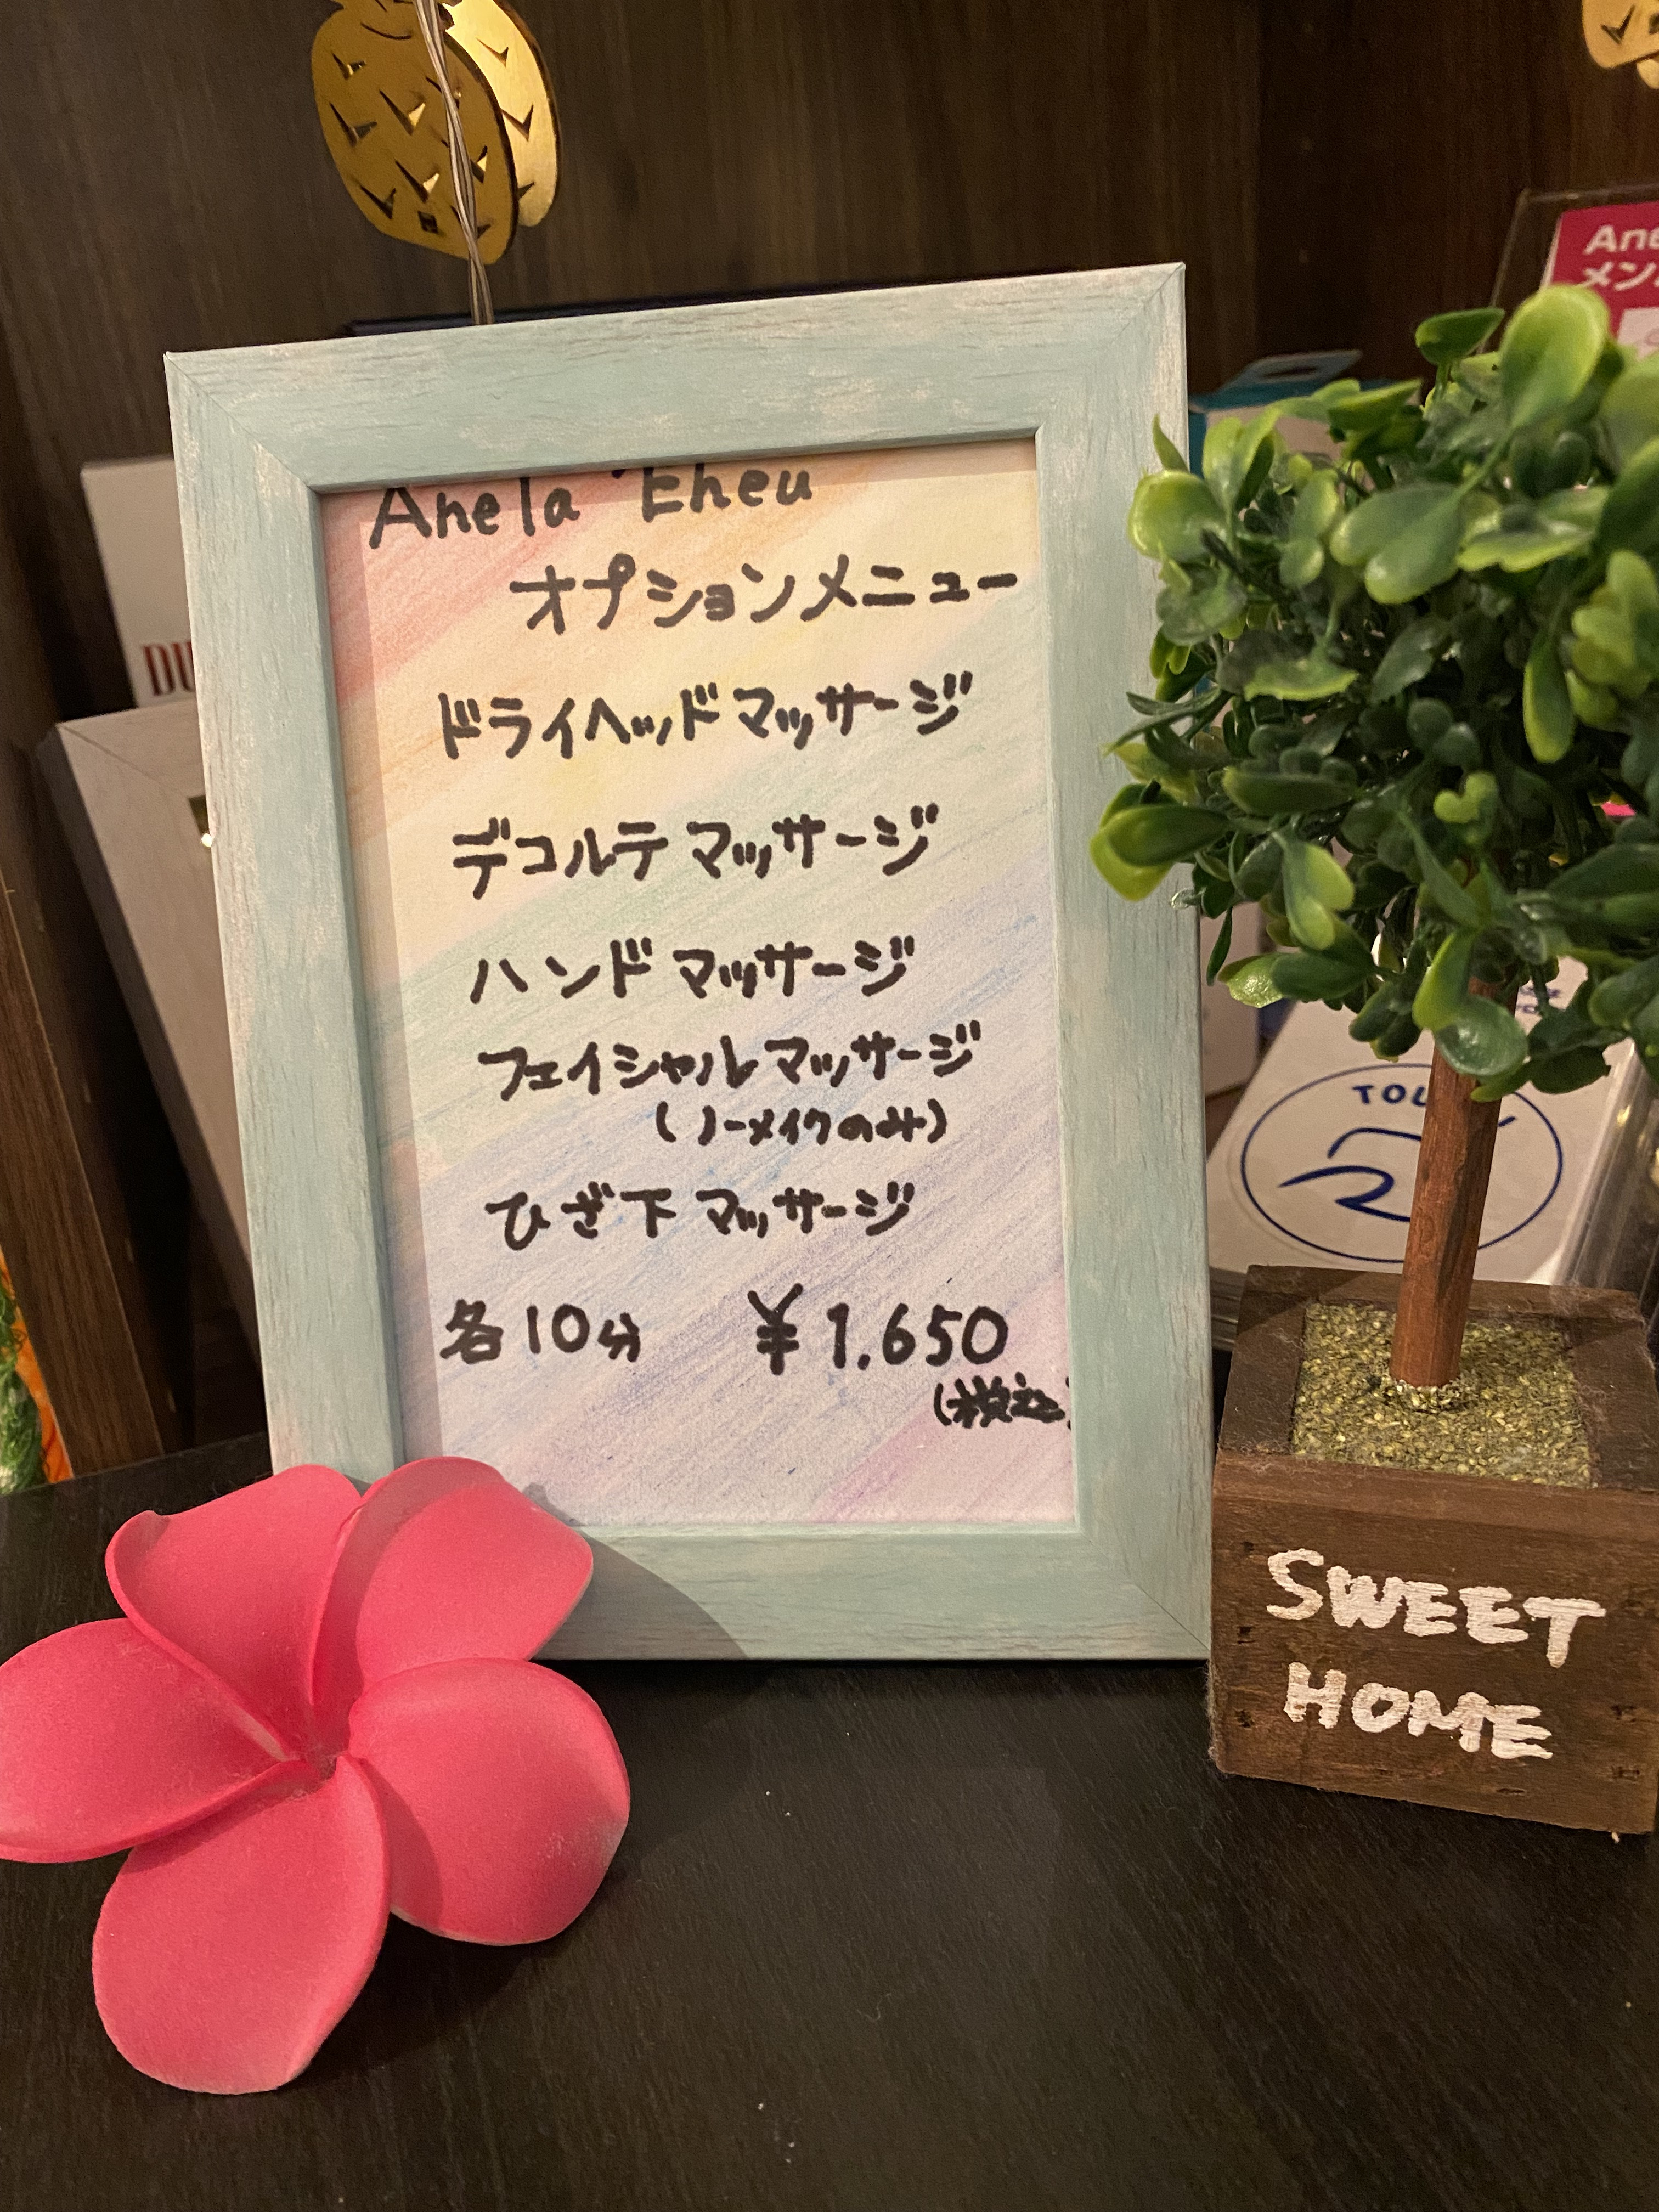 Anela 'Eheu
オプションメニュー
ドライヘッドマッサージ
デコルテ マッサージ
ハンド マッサージ
フェイシャルマッサージ
(ノーメイクのみ)
ひざ下 マッサージ
各10分 ¥1.650
(税込)
SWEET
HOME